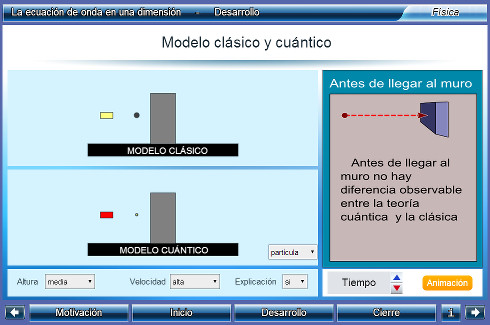 La ecuación de onda en una dimensión - Desarrollo Física
Modelo clásico y cuántico
MODELO CLÁSICO
MODELO CUÁNTICO
partícula
Altura media Velocidad alta Explicación si
Antes de llegar al muro
Antes de llegar al
muro no hay
diferencia observable
entre la teoría
cuántica y la clásica
Tiempo Animación
Motivación Inicio Desarrollo Cierre i